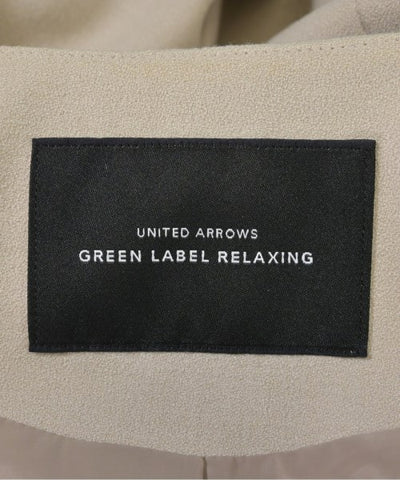 UNITED ARROWS
GREEN LABEL RELAXING